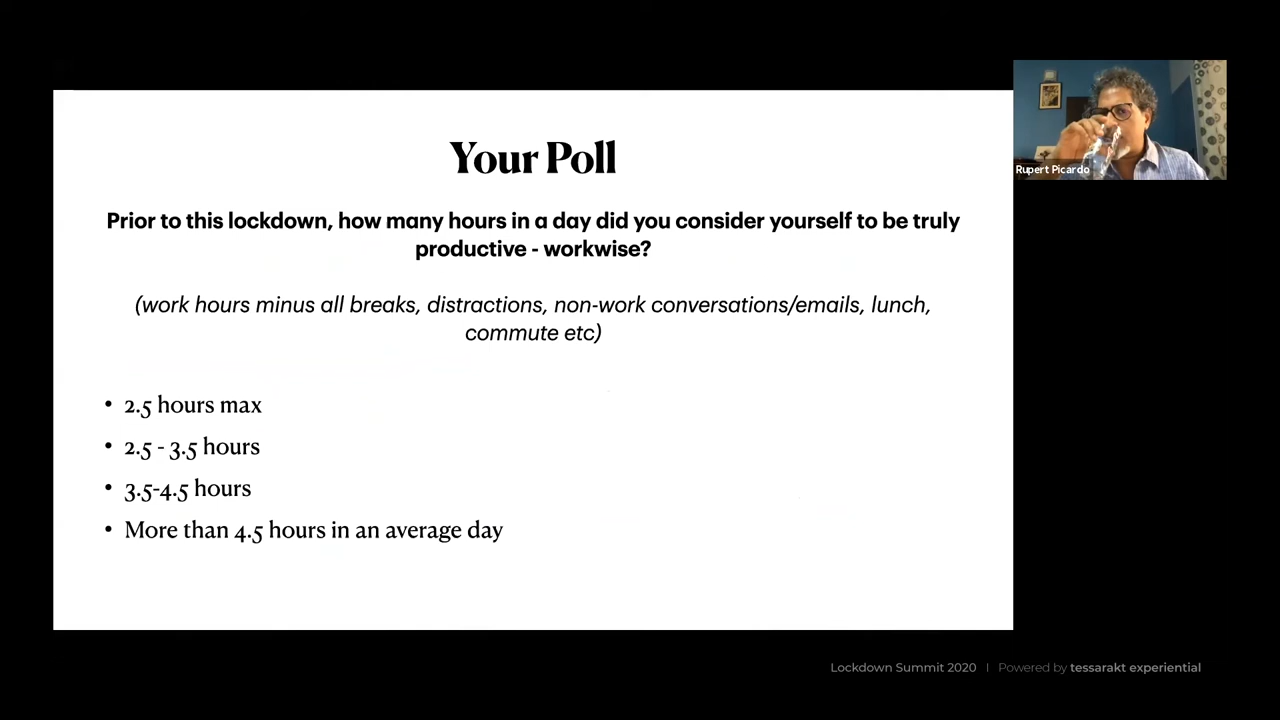 Your Poll
Prior to this lockdown, how many hours in a day did you consider yourself to be truly
productive - workwise?
(work hours minus all breaks, distractions, non-work conversations/emails, lunch,
commute etc)
• 2.5 hours max
• 2.5 - 3.5 hours
• 3.5-4.5 hours
• More than 4.5 hours in an average day
Rupert Picardo
Lockdown Summit 2020 | Powered by tessarakt experiential